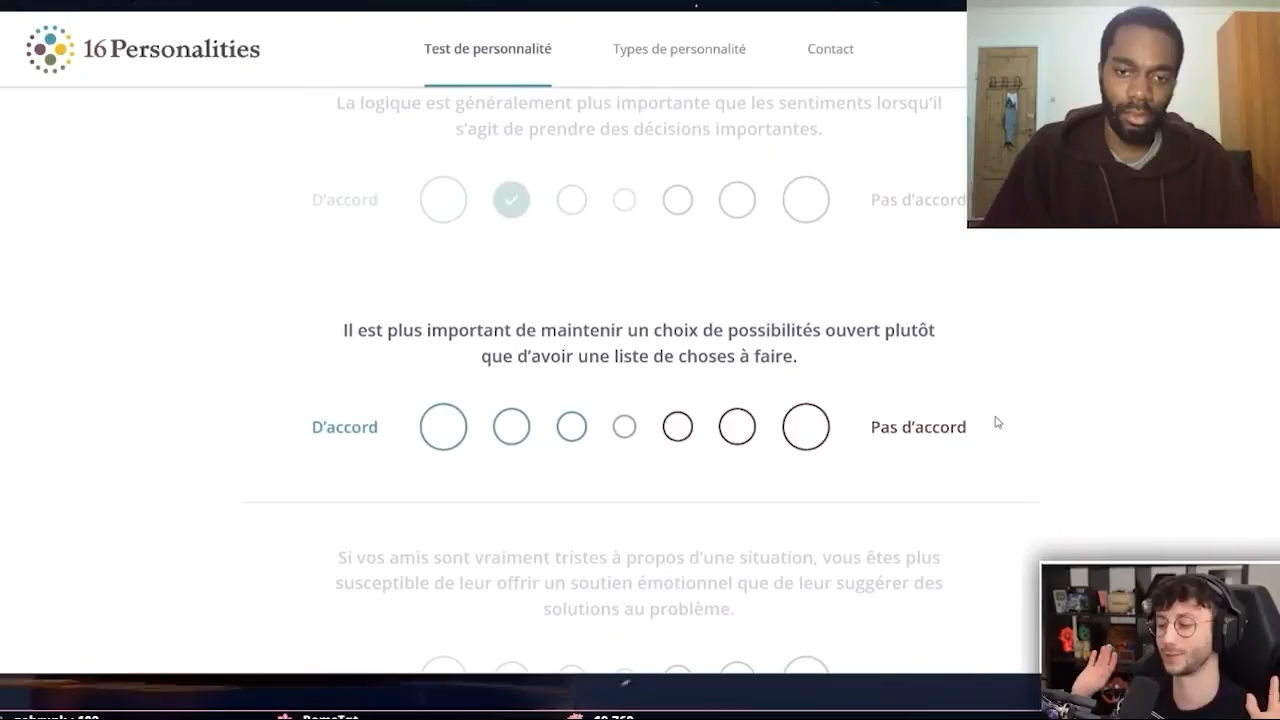 16 Personalities
Test de personnalité
Types de personnalité
Contact
La logique est généralement plus importante que les sentiments lorsqu'il
s'agit de prendre des décisions importantes.
D'accord
Pas d'accord
Il est plus important de maintenir un choix de possibilités ouvert plutôt
que d'avoir une liste de choses à faire.
D'accord
Pas d'accord
Si vos amis sont vraiment tristes à propos d'une situation, vous êtes plus
susceptible de leur offrir un soutien émotionnel que de leur suggérer des
solutions au problème.